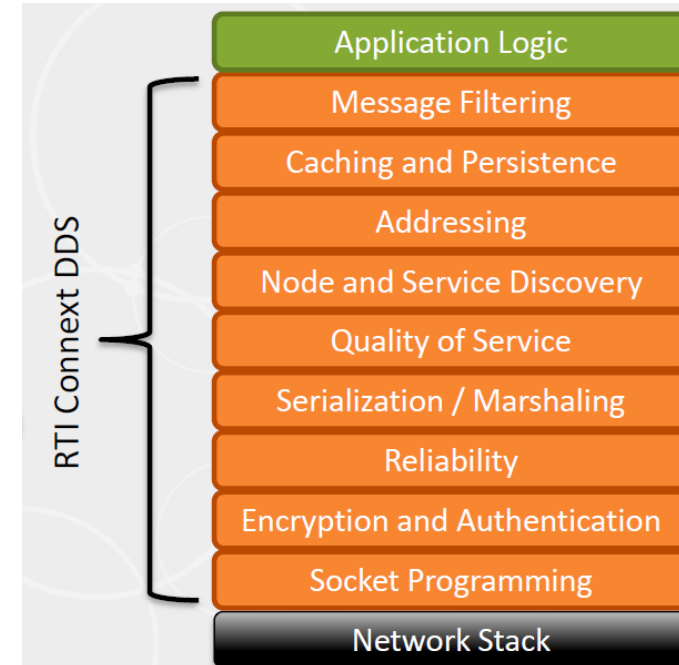 Application Logic
Message Filtering
Caching and Persistence
Addressing
Node and Service Discovery
Quality of Service
Serialization / Marshaling
Reliability
Encryption and Authentication
Socket Programming
Network Stack
RTI Connext DDS